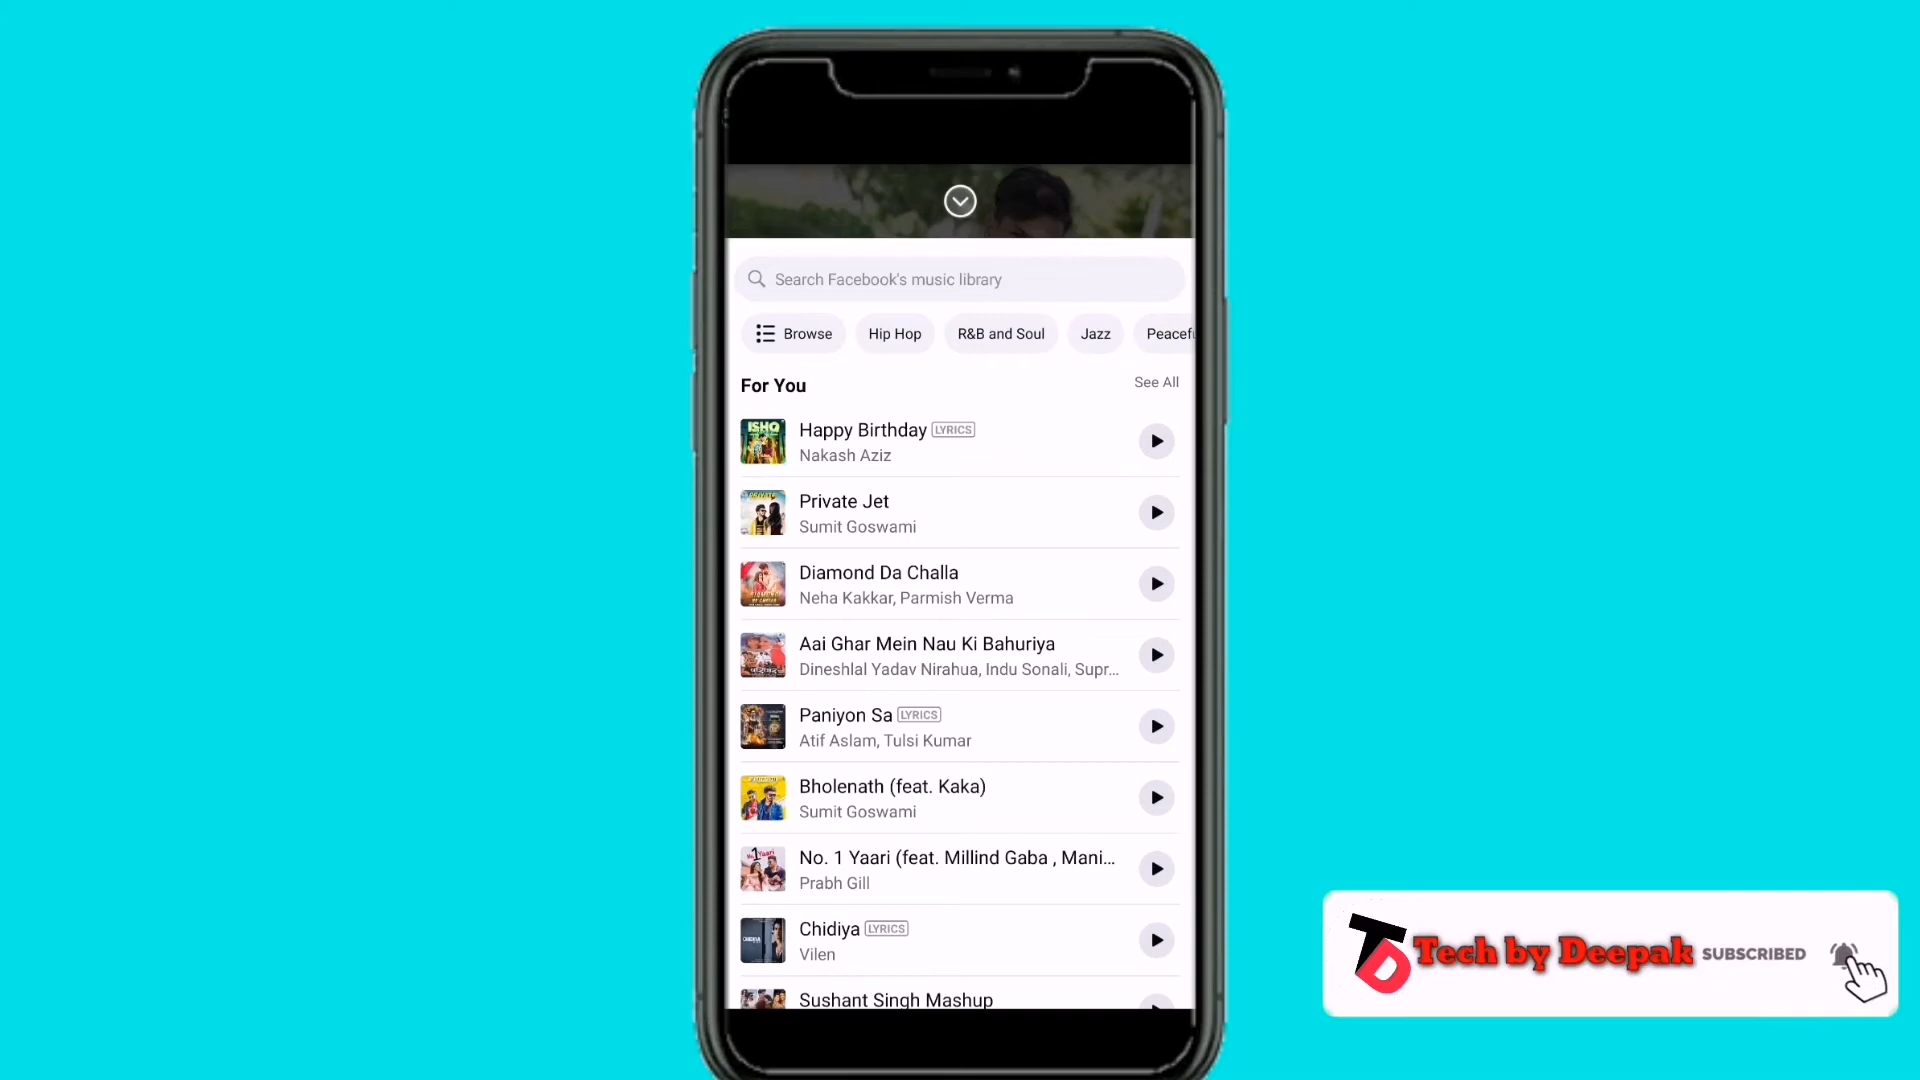 Search Facebook's music library
Browse
Hip Hop
R&B and Soul
Jazz
Peacefu
For You
See All
ISHQ
Happy Birthday LYRICS
Nakash Aziz
Private Jet
Sumit Goswami
Diamond Da Challa
Neha Kakkar, Parmish Verma
Aai Ghar Mein Nau Ki Bahuriya
Dineshlal Yadav Nirahua, Indu Sonali, Supr...
Paniyon Sa LYRICS
Atif Aslam, Tulsi Kumar
Bholenath (feat. Kaka)
Sumit Goswami
No. 1 Yaari (feat. Millind Gaba , Mani...
Prabh Gill
Chidiya LYRICS
Vilen
Sushant Singh Mashup
TD
Tech by Deepak SUBSCRIBED